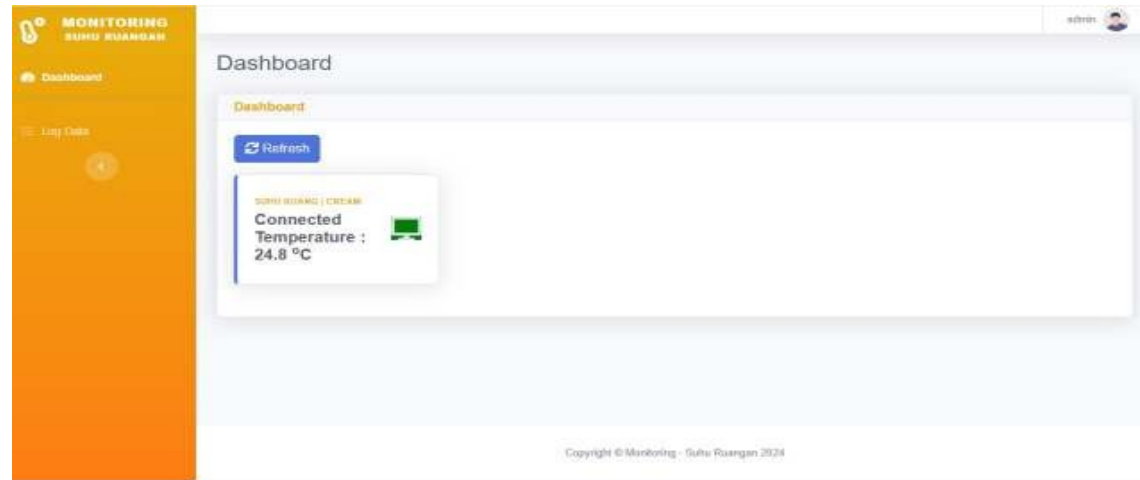 MONITORING
SUHU RUANGAN
admin
Dashboard
Dashboard
Dashboard
Log Data
Refresh
SUHU RUANG | CREAM
Connected
Temperature :
24.8 °C
Copyright © Monitoring - Suhu Ruangan 2024